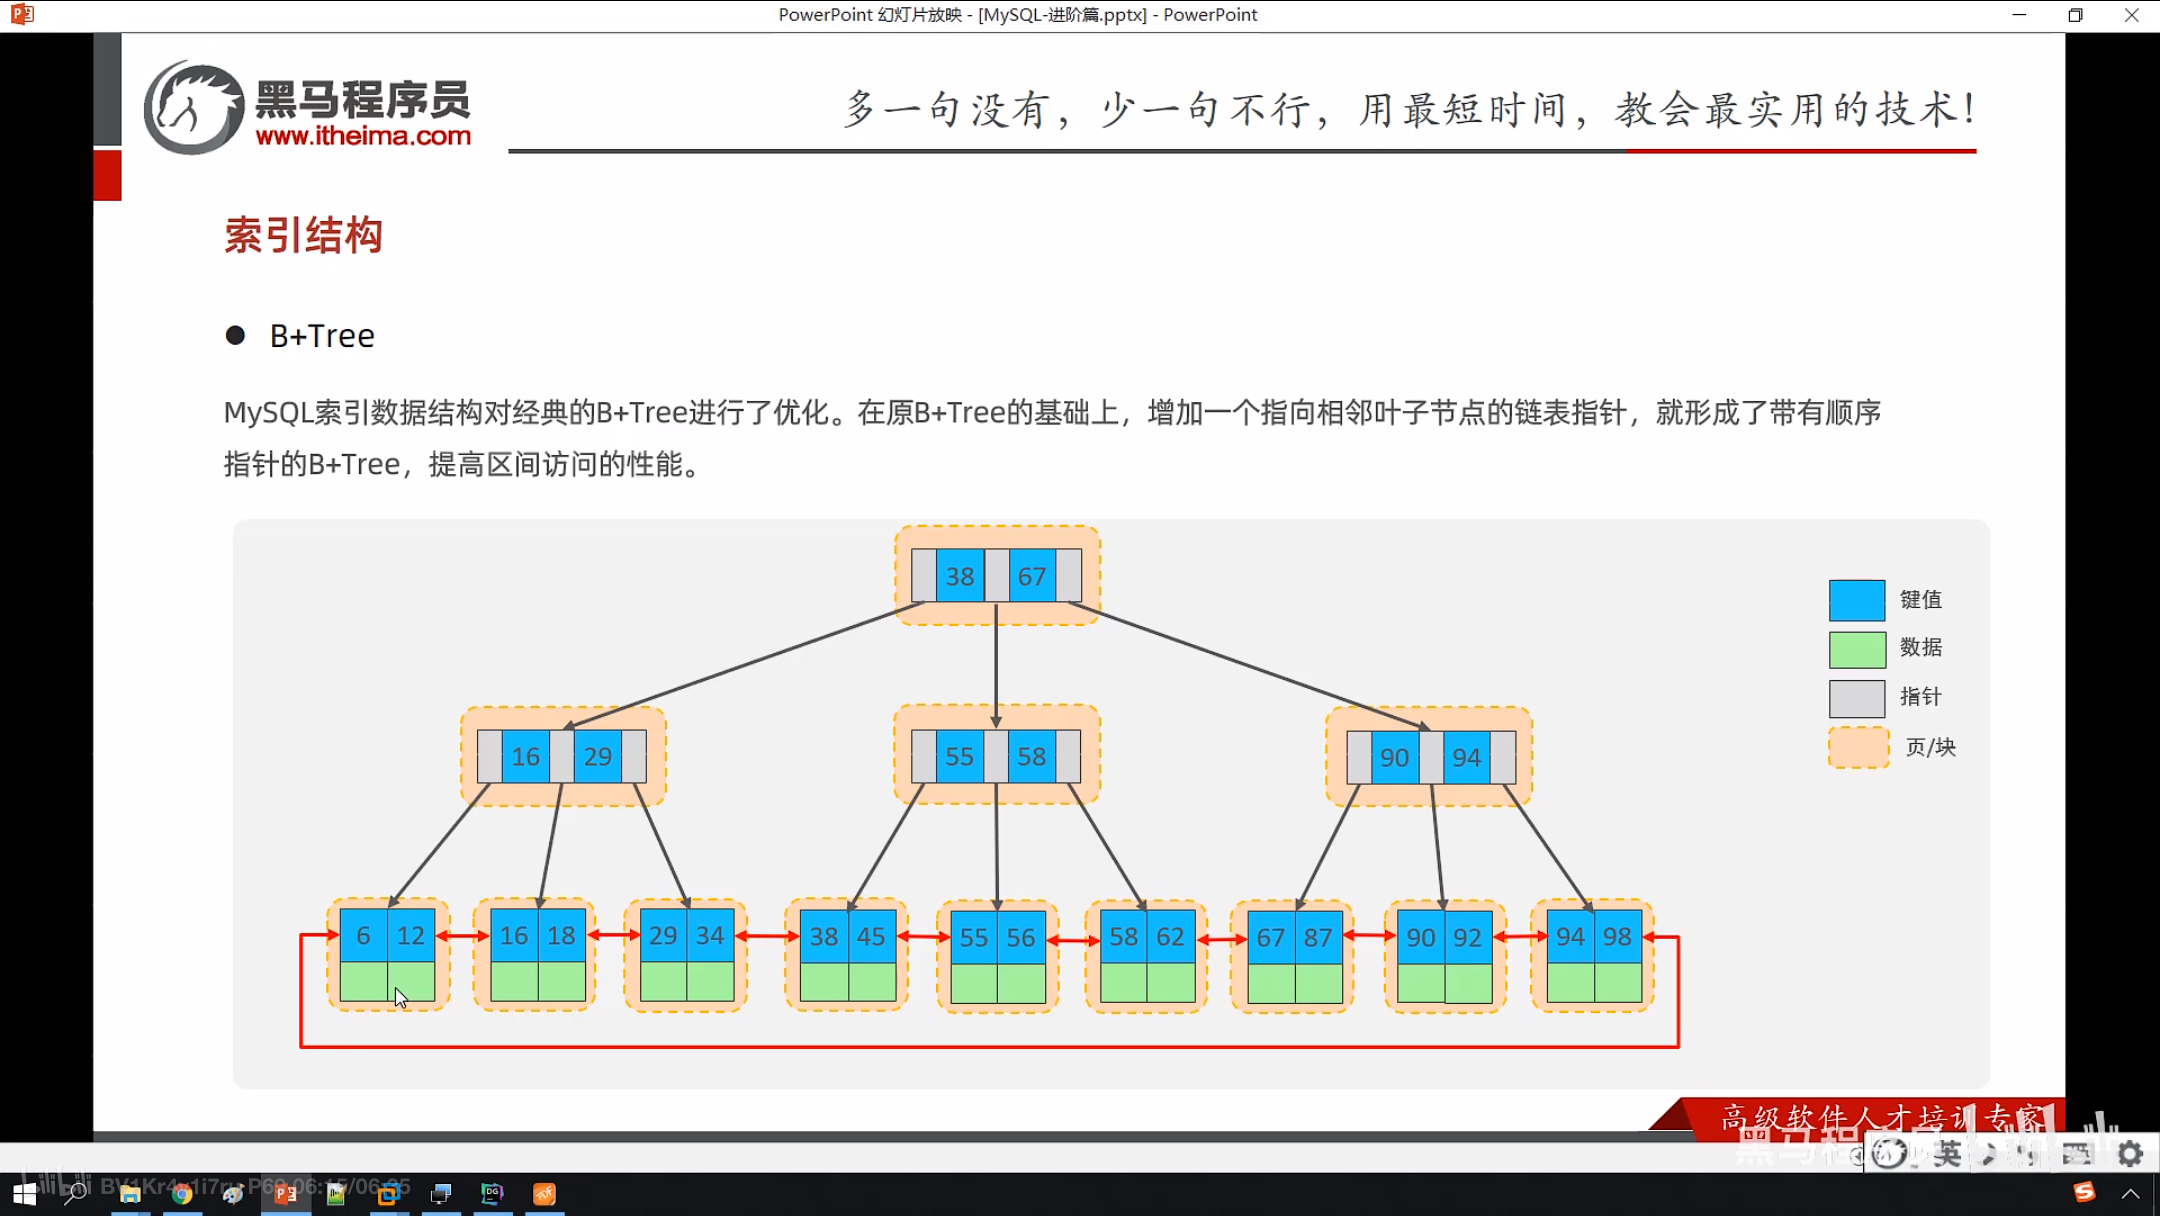 PowerPoint 幻灯片放映 - [MySQL-进阶篇.pptx] - PowerPoint
黑马程序员
www.itheima.com
多一句没有，少一句不行，用最短时间，教会最实用的技术！
索引结构
● B+Tree
MySQL索引数据结构对经典的B+Tree进行了优化。在原B+Tree的基础上，增加一个指向相邻叶子节点的链表指针，就形成了带有顺序
指针的B+Tree，提高区间访问的性能。
38 67
键值
数据
指针
页/块
16 29 55 58 90 94
6 12 16 18 29 34 38 45 55 56 58 62 67 87 90 92 94 98
高级软件人才培训专家
黑马程序员
英